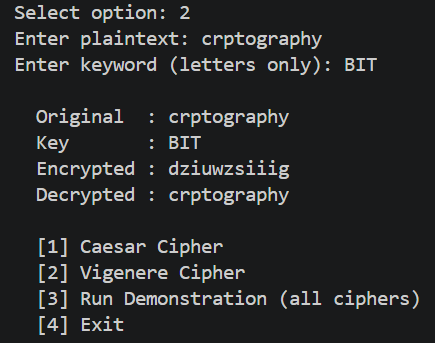 Select option: 2
Enter plaintext: crptography
Enter keyword (letters only): BIT
Original : crptography
Key : BIT
Encrypted : dziuwzsiiig
Decrypted : crptography
[1] Caesar Cipher
[2] Vigenere Cipher
[3] Run Demonstration (all ciphers)
[4] Exit